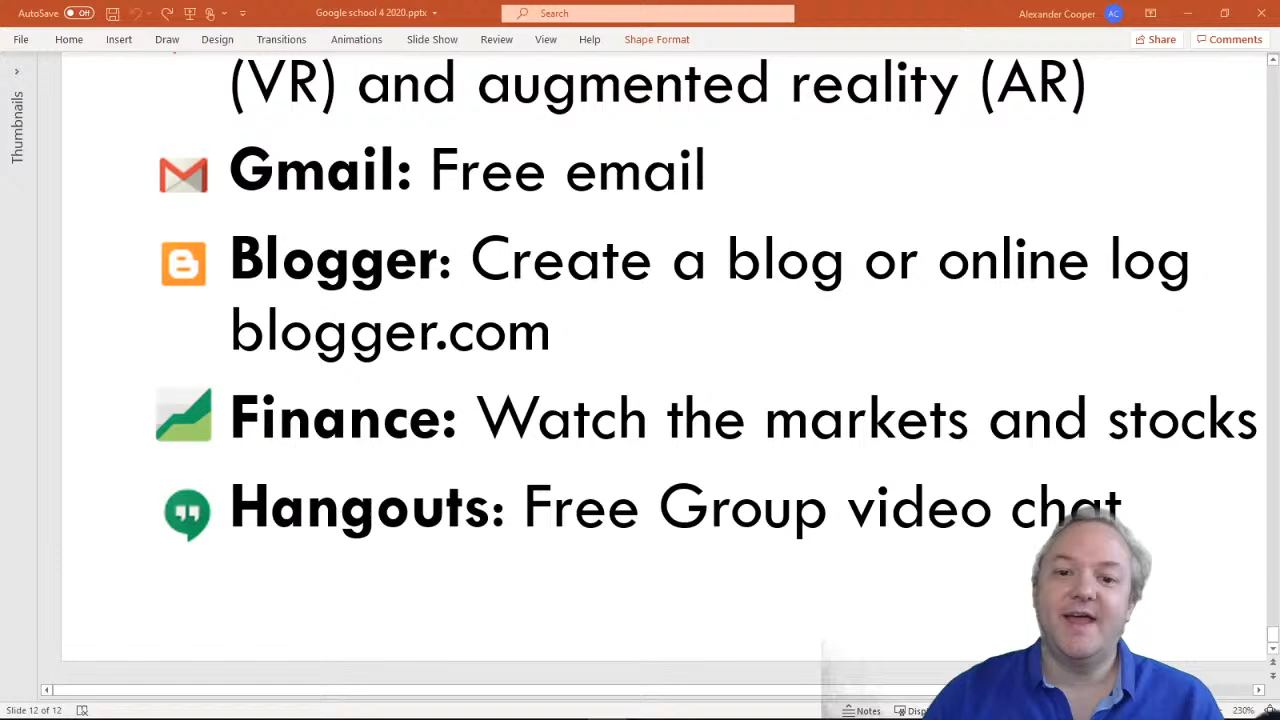 AutoSave Off Google school 4 2020.pptx Search Alexander Cooper AC
File Home Insert Draw Design Transitions Animations Slide Show Review View Help Shape Format Share Comments
Thumbnails
(VR) and augmented reality (AR)
Gmail: Free email
Blogger: Create a blog or online log
blogger.com
Finance: Watch the markets and stocks
Hangouts: Free Group video chat
Slide 12 of 12 Notes 230%